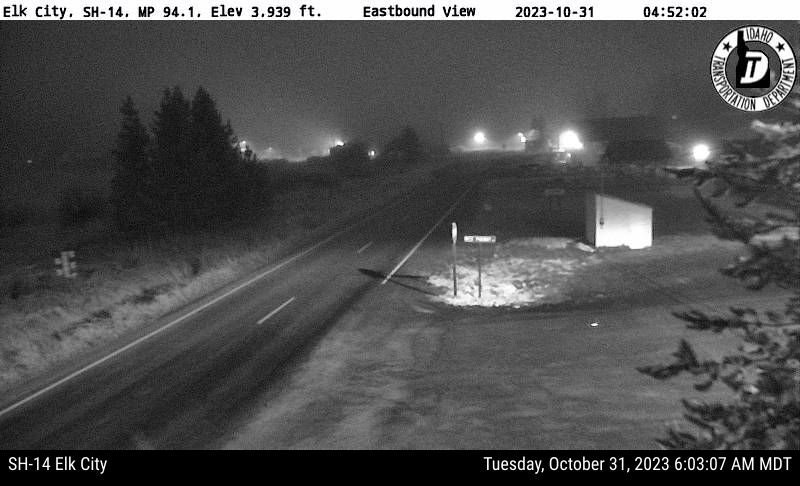 Elk City, SH-14, MP 94.1, Elev 3,939 ft. Eastbound View 2023-10-31 04:52:02
IDAHO
TRANSPORTATION DEPARTMENT
SH-14 Elk City Tuesday, October 31, 2023 6:03:07 AM MDT